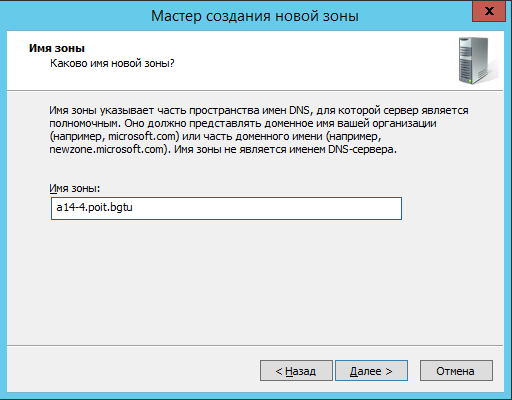 Мастер создания новой зоны
x
Имя зоны
Каково имя новой зоны?
Имя зоны указывает часть пространства имен DNS, для которой сервер является
полномочным. Оно должно представлять доменное имя вашей организации
(например, microsoft.com) или часть доменного имени (например,
newzone.microsoft.com). Имя зоны не является именем DNS-сервера.
Имя зоны:
a14-4.poit.bgtu
< Назад Далее > Отмена